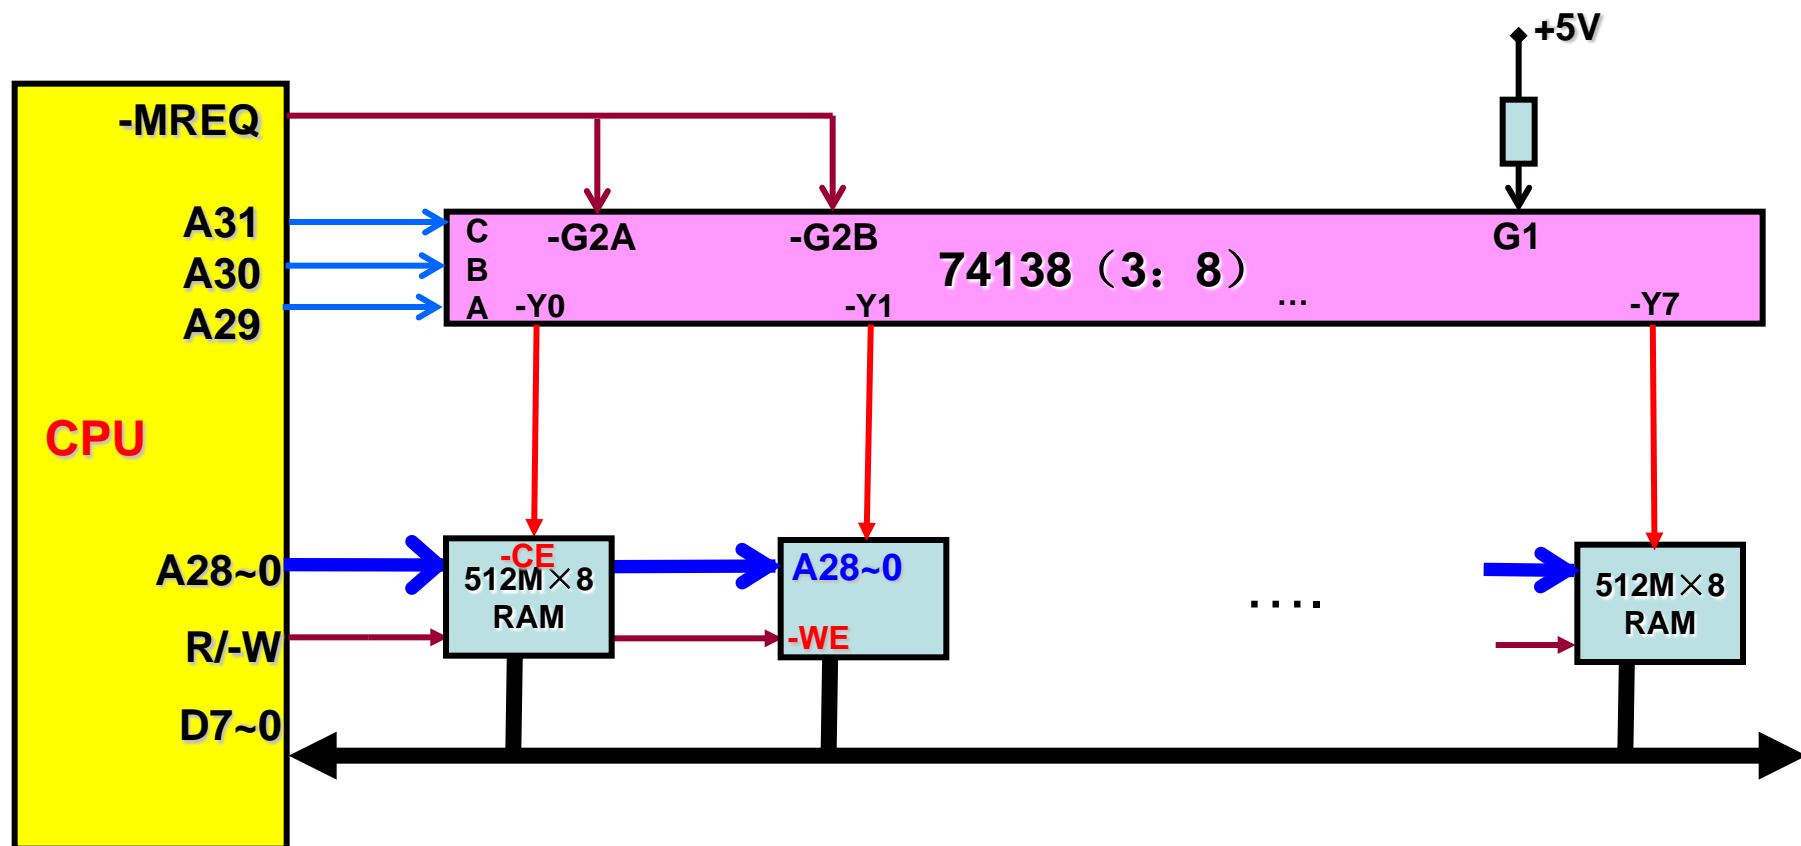 +5V
-MREQ
A31
A30
A29
C
B
A
-G2A
-G2B
G1
74138（3：8）
-Y0
-Y1
...
-Y7
CPU
A28~0
R/-W
D7~0
-CE
512M×8
RAM
A28~0
-WE
....
512M×8
RAM